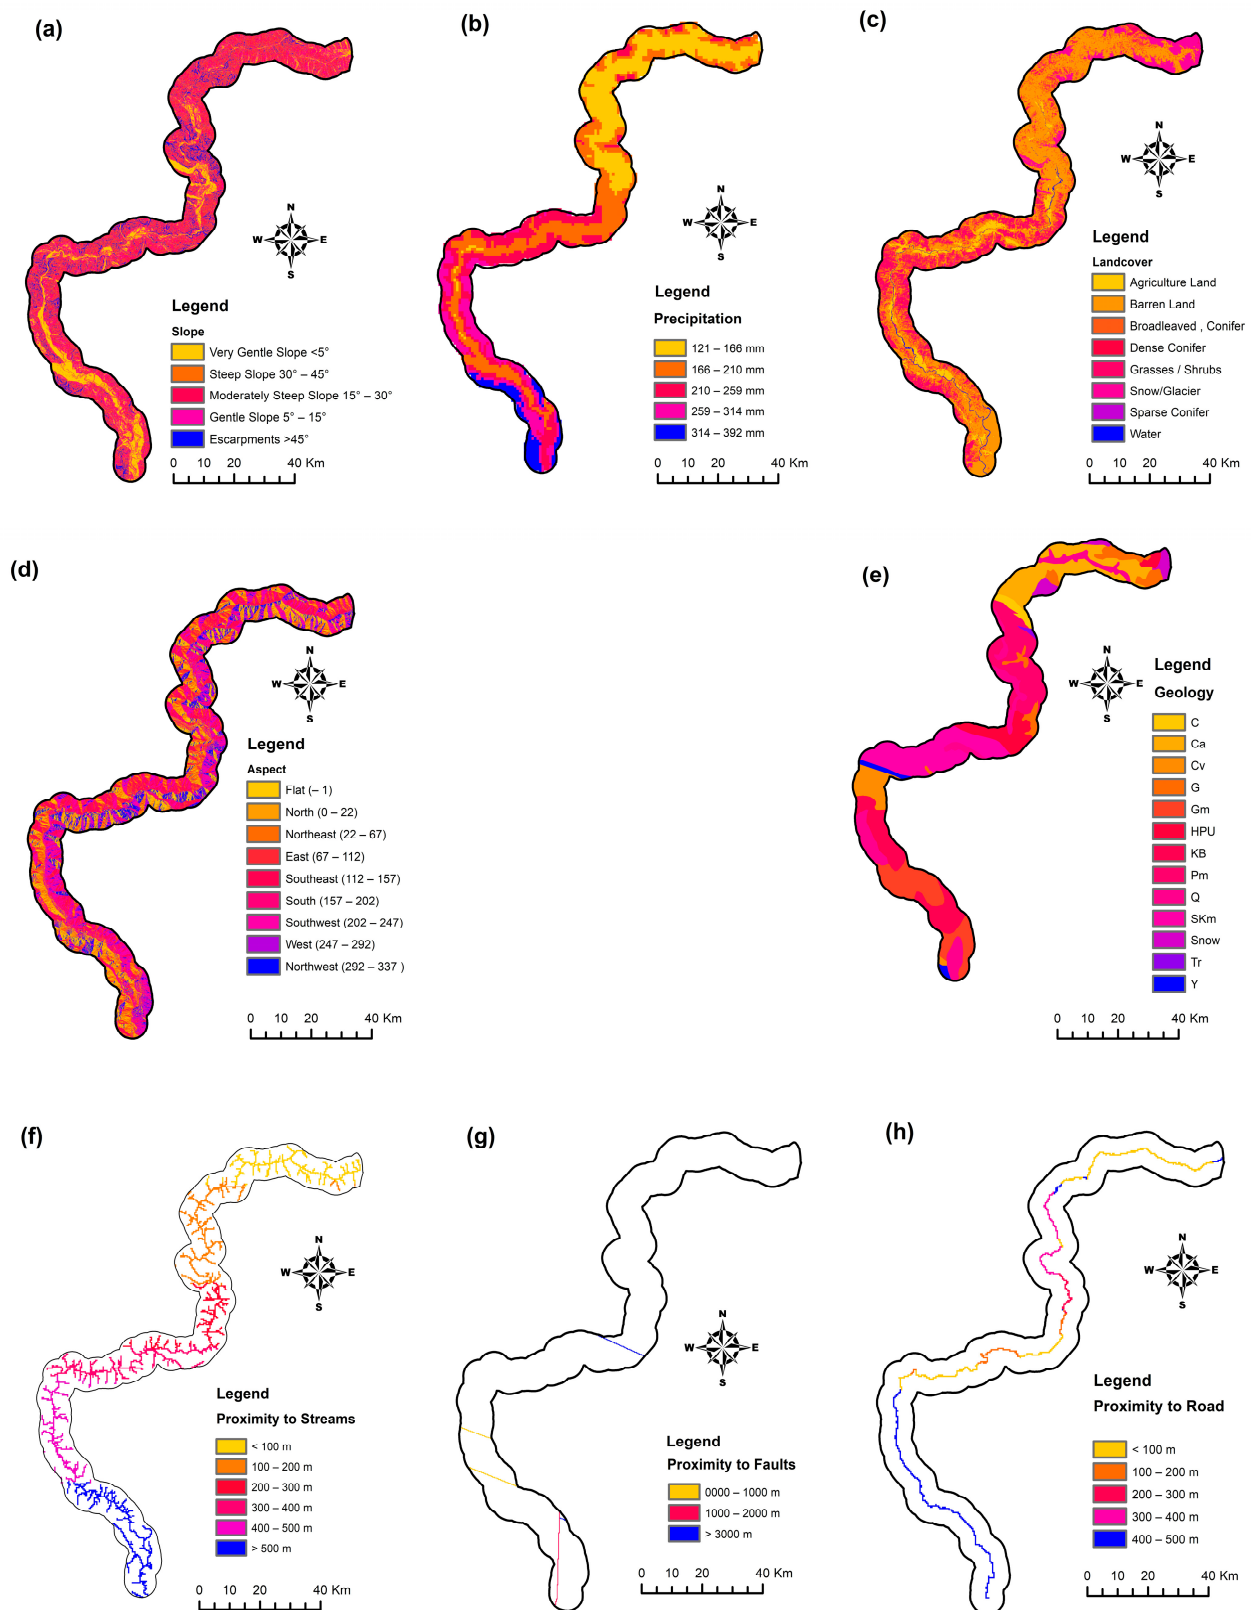 (a)
N
W E
S
Legend
Slope
Very Gentle Slope <5°
Steep Slope 30° – 45°
Moderately Steep Slope 15° – 30°
Gentle Slope 5° – 15°
Escarpments >45°
0 10 20 40 Km
(b)
N
W E
S
Legend
Precipitation
121 – 166 mm
166 – 210 mm
210 – 259 mm
259 – 314 mm
314 – 392 mm
0 10 20 40 Km
(c)
N
W E
S
Legend
Landcover
Agriculture Land
Barren Land
Broadleaved , Conifer
Dense Conifer
Grasses / Shrubs
Snow/Glacier
Sparse Conifer
Water
0 10 20 40 Km
(d)
N
W E
S
Legend
Aspect
Flat (– 1)
North (0 – 22)
Northeast (22 – 67)
East (67 – 112)
Southeast (112 – 157)
South (157 – 202)
Southwest (202 – 247)
West (247 – 292)
Northwest (292 – 337 )
0 10 20 40 Km
(e)
N
W E
S
Legend
Geology
C
Ca
Cv
G
Gm
HPU
KB
Pm
Q
SKm
Snow
Tr
Y
0 10 20 40 Km
(f)
N
W E
S
Legend
Proximity to Streams
< 100 m
100 – 200 m
200 – 300 m
300 – 400 m
400 – 500 m
> 500 m
0 10 20 40 Km
(g)
N
W E
S
Legend
Proximity to Faults
0000 – 1000 m
1000 – 2000 m
> 3000 m
0 10 20 40 Km
(h)
N
W E
S
Legend
Proximity to Road
< 100 m
100 – 200 m
200 – 300 m
300 – 400 m
400 – 500 m
0 10 20 40 Km